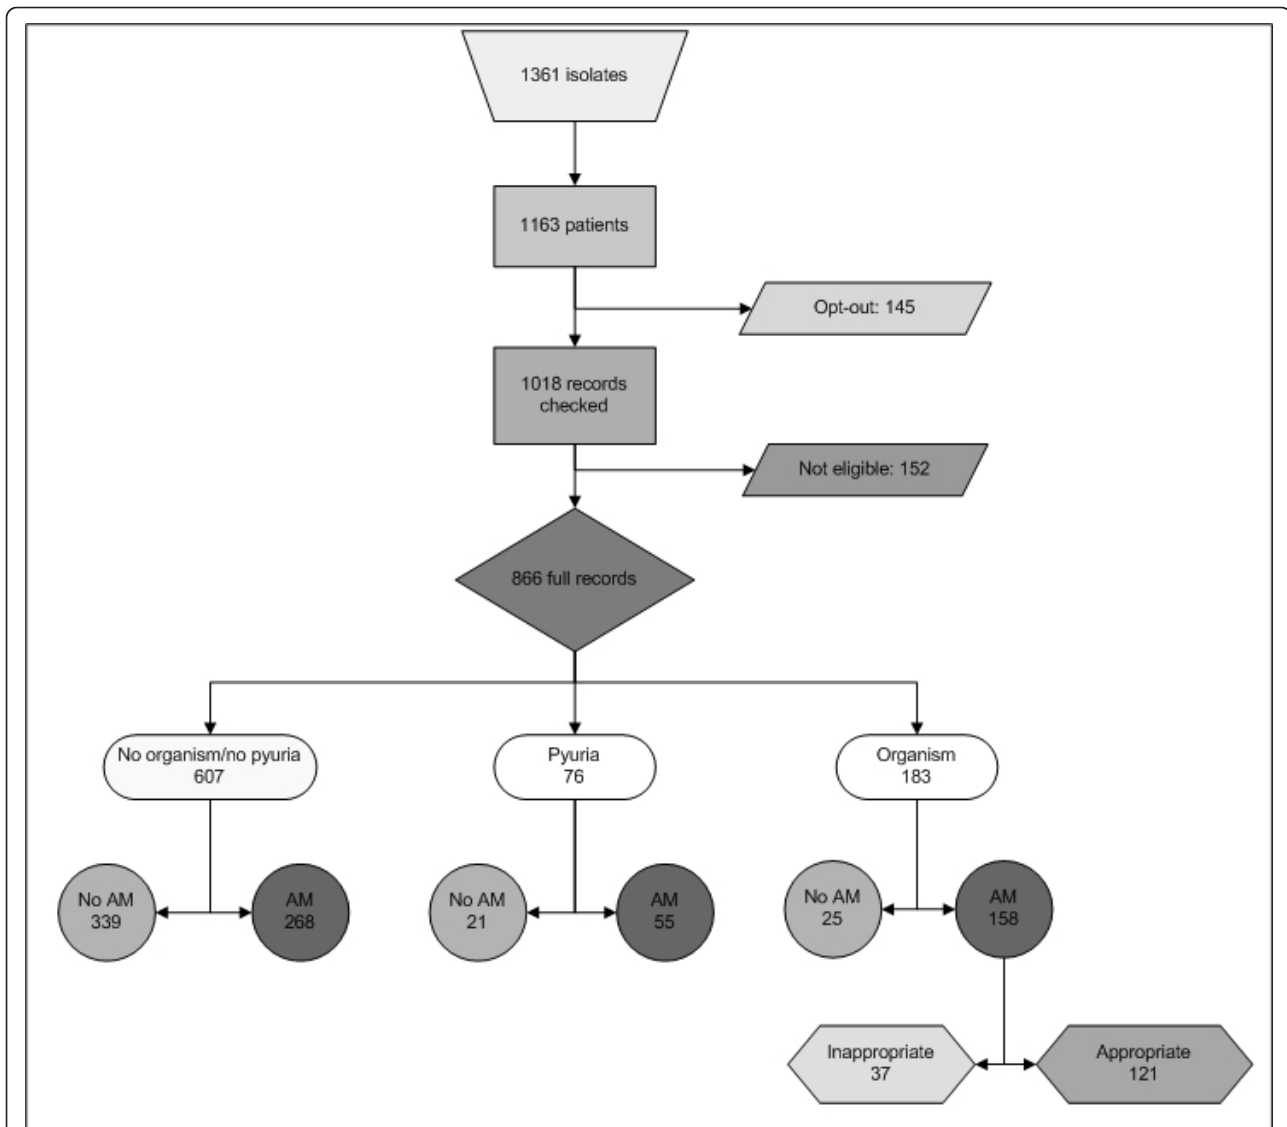 1361 isolates
1163 patients
Opt-out: 145
1018 records
checked
Not eligible: 152
866 full records
No organism/no pyuria
607
Pyuria
76
Organism
183
No AM
339
AM
268
No AM
21
AM
55
No AM
25
AM
158
Inappropriate
37
Appropriate
121